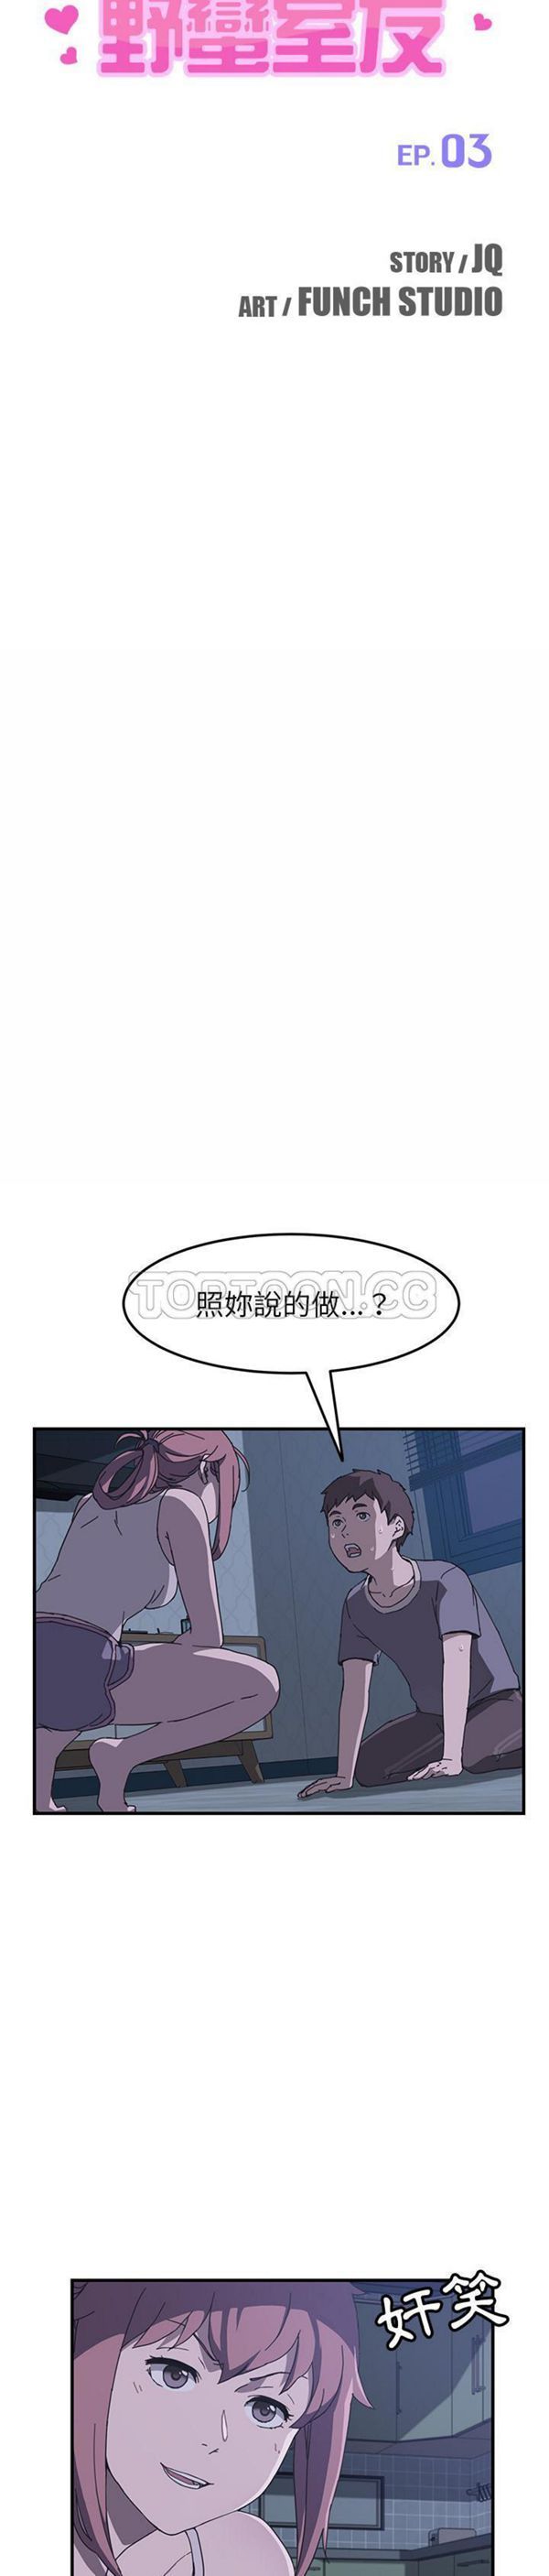 野蠻室友
EP.03
STORY / JQ
ART / FUNCH STUDIO
TOPTOON.CC
照妳說的做...？
奸笑